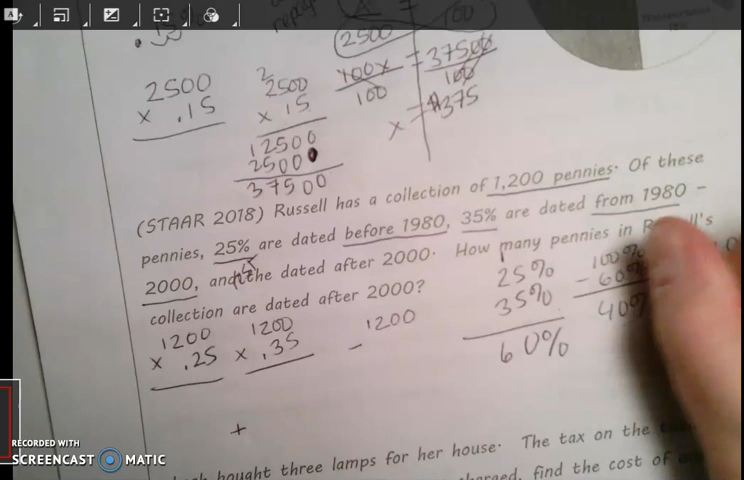 .15
2500
100
2500
x .15
2
2500
x 15
12500
25000
37500
100x
100
= 37500
100
x = $375
(STAAR 2018) Russell has a collection of 1,200 pennies. Of these
pennies, 25% are dated before 1980, 35% are dated from 1980 -
2000, and the dated after 2000. How many pennies in R
collection are dated after 2000?
1200
x .25
1200
x .35
- 1200
25%
35%
60%
100%
- 60%
40%
+
bought three lamps for her house. The tax on the
find the cost of
RECORDED WITH
SCREENCAST MATIC